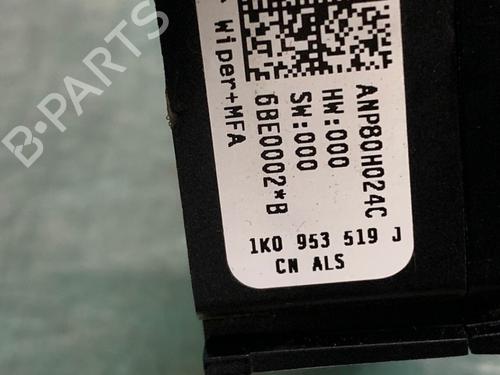 Wiper+MFA
6BE0002*B
SW:000
HW:000
ANP80H024C
1K0 953 519 J
CN ALS
B-PARTS